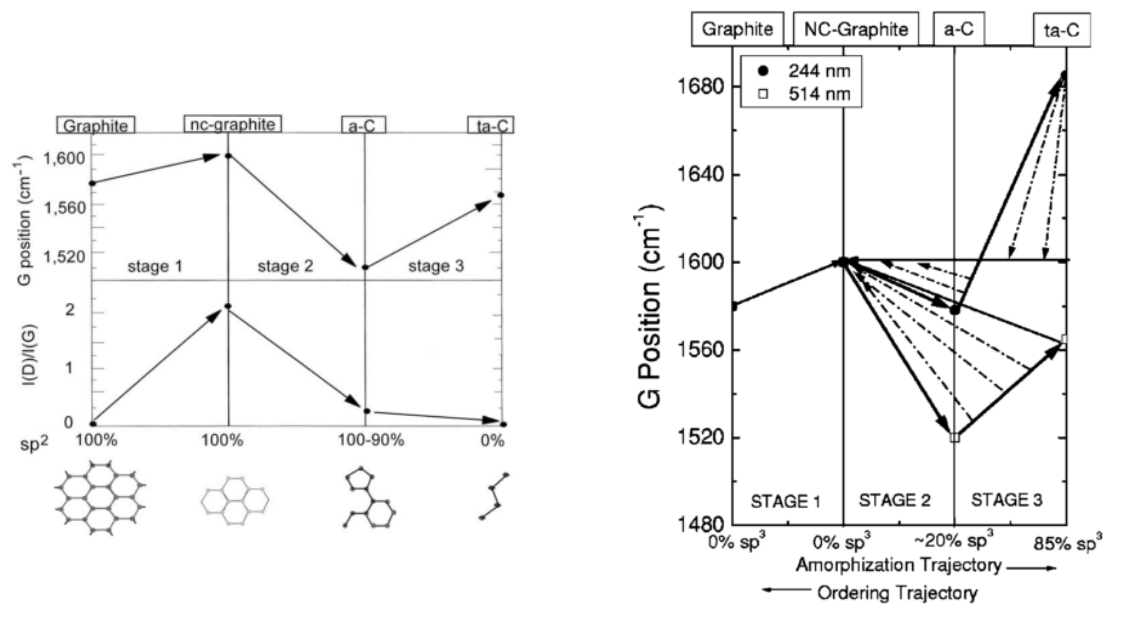 Graphite nc-graphite a-C ta-C
G position (cm⁻¹)
1,600
1,560
1,520
stage 1 stage 2 stage 3
I(D)/I(G)
2
1
0
sp² 100% 100% 100-90% 0%
Graphite NC-Graphite a-C ta-C
244 nm
514 nm
G Position (cm⁻¹)
1680
1640
1600
1560
1520
1480
STAGE 1 STAGE 2 STAGE 3
0% sp³ 0% sp³ ~20% sp³ 85% sp³
Amorphization Trajectory
Ordering Trajectory